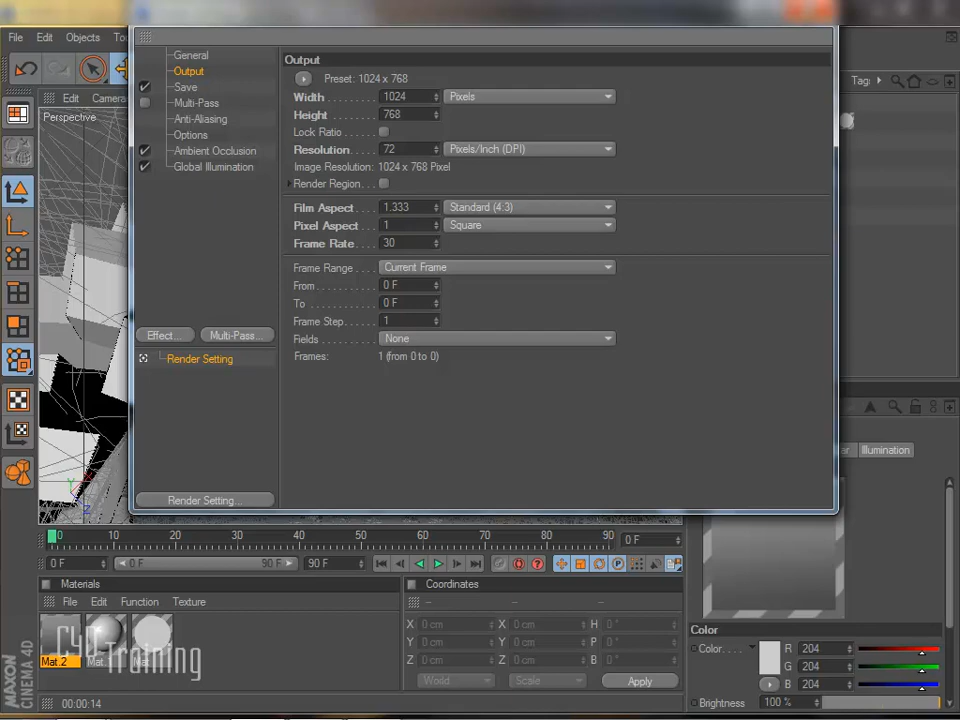 File Edit Objects
Tag:
Edit Camera
Perspective
General
Output
Save
Multi-Pass
Anti-Aliasing
Options
Ambient Occlusion
Global Illumination
Effect... Multi-Pass...
Render Setting
Render Setting...
Output
Preset: 1024 x 768
Width 1024 Pixels
Height 768
Lock Ratio
Resolution 72 Pixels/Inch (DPI)
Image Resolution: 1024 x 768 Pixel
Render Region
Film Aspect 1.333 Standard (4:3)
Pixel Aspect 1 Square
Frame Rate 30
Frame Range Current Frame
From 0 F
To 0 F
Frame Step 1
Fields None
Frames: 1 (from 0 to 0)
ar Illumination
0 10 20 30 40 50 60 70 80 90 0 F
0 F 0 F 90 F 90 F
Materials
File Edit Function Texture
Mat.2 Mat.1 Mat
C4D Training
Coordinates
X 0 cm X 0 cm H 0 °
Y 0 cm Y 0 cm P 0 °
Z 0 cm Z 0 cm B 0 °
World Scale Apply
Color
Color R 204
G 204
B 204
Brightness 100 %
MAXON
CINEMA 4D
00:00:14